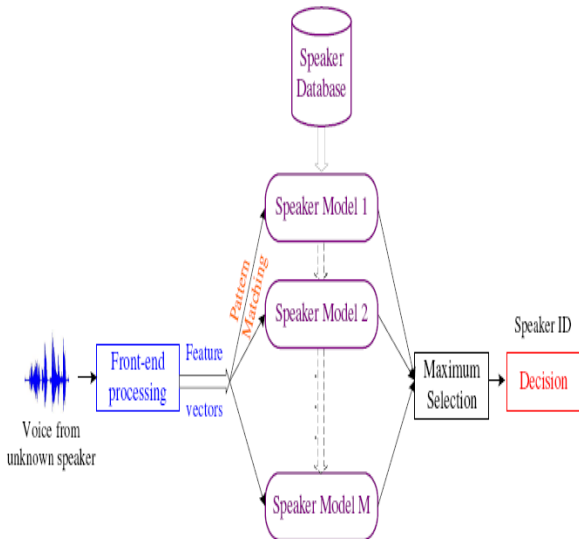 Speaker
Database
Speaker Model 1
Pattern
Matching
Speaker Model 2
Speaker ID
Front-end
processing
Feature
vectors
Maximum
Selection
Decision
Voice from
unknown speaker
Speaker Model M